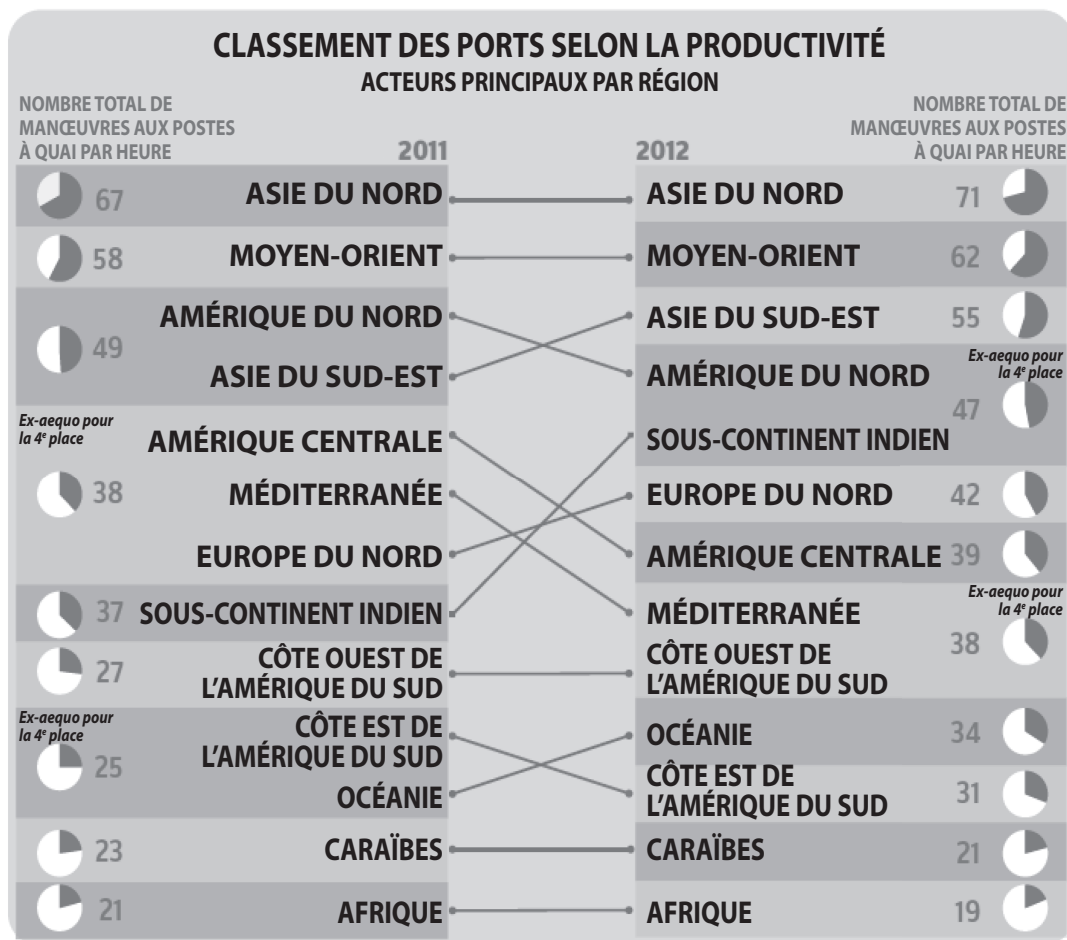 CLASSEMENT DES PORTS SELON LA PRODUCTIVITÉ
ACTEURS PRINCIPAUX PAR RÉGION
NOMBRE TOTAL DE
MANŒUVRES AUX POSTES
À QUAI PAR HEURE
2011
67
ASIE DU NORD
58
MOYEN-ORIENT
49
AMÉRIQUE DU NORD
ASIE DU SUD-EST
Ex-aequo pour
la 4e place
38
AMÉRIQUE CENTRALE
MÉDITERRANÉE
EUROPE DU NORD
37
SOUS-CONTINENT INDIEN
27
CÔTE OUEST DE
L'AMÉRIQUE DU SUD
Ex-aequo pour
la 4e place
25
CÔTE EST DE
L'AMÉRIQUE DU SUD
OCÉANIE
23
CARAÏBES
21
AFRIQUE
2012
NOMBRE TOTAL DE
MANŒUVRES AUX POSTES
À QUAI PAR HEURE
ASIE DU NORD
71
MOYEN-ORIENT
62
ASIE DU SUD-EST
55
AMÉRIQUE DU NORD
Ex-aequo pour
la 4e place
47
SOUS-CONTINENT INDIEN
EUROPE DU NORD
42
AMÉRIQUE CENTRALE
39
MÉDITERRANÉE
Ex-aequo pour
la 4e place
38
CÔTE OUEST DE
L'AMÉRIQUE DU SUD
OCÉANIE
34
CÔTE EST DE
L'AMÉRIQUE DU SUD
31
CARAÏBES
21
AFRIQUE
19